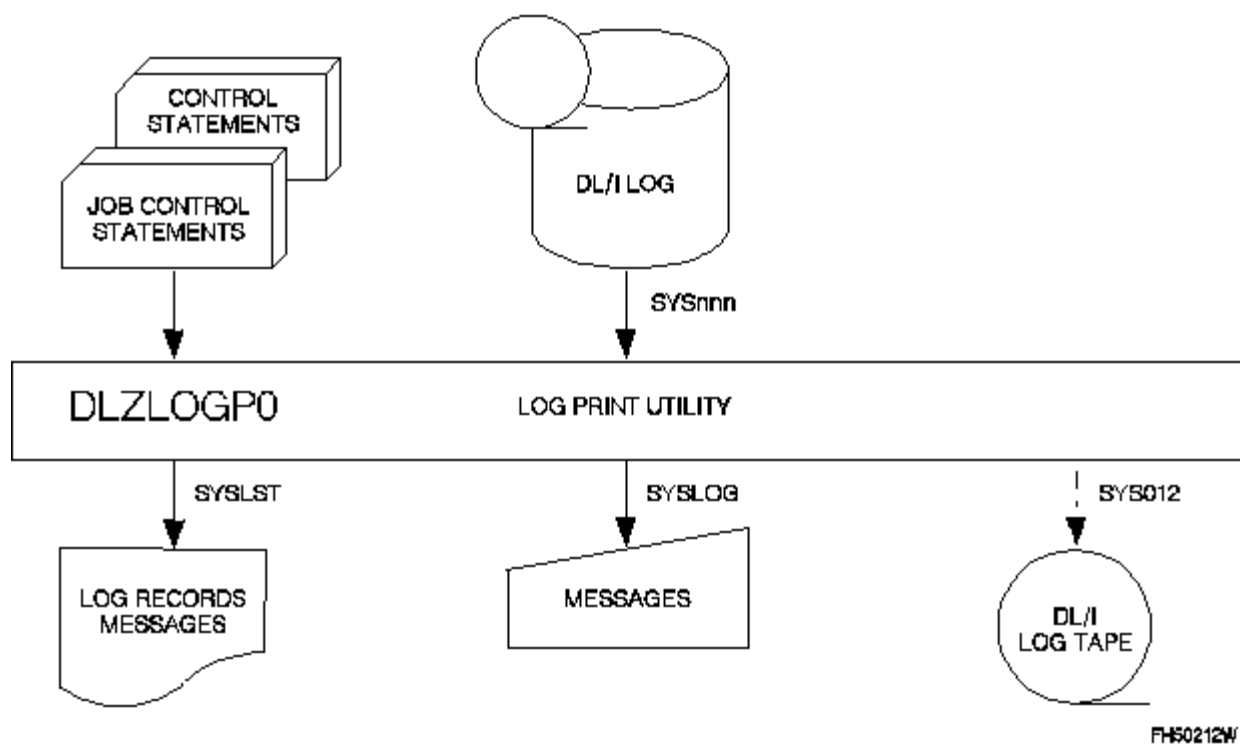 CONTROL
STATEMENTS
JOB CONTROL
STATEMENTS
DL/I LOG
SYSnnn
DLZLOGP0
LOG PRINT UTILITY
SYSLST
SYSLOG
SYS012
LOG RECORDS
MESSAGES
MESSAGES
DL/I
LOG TAPE
FHS0212W